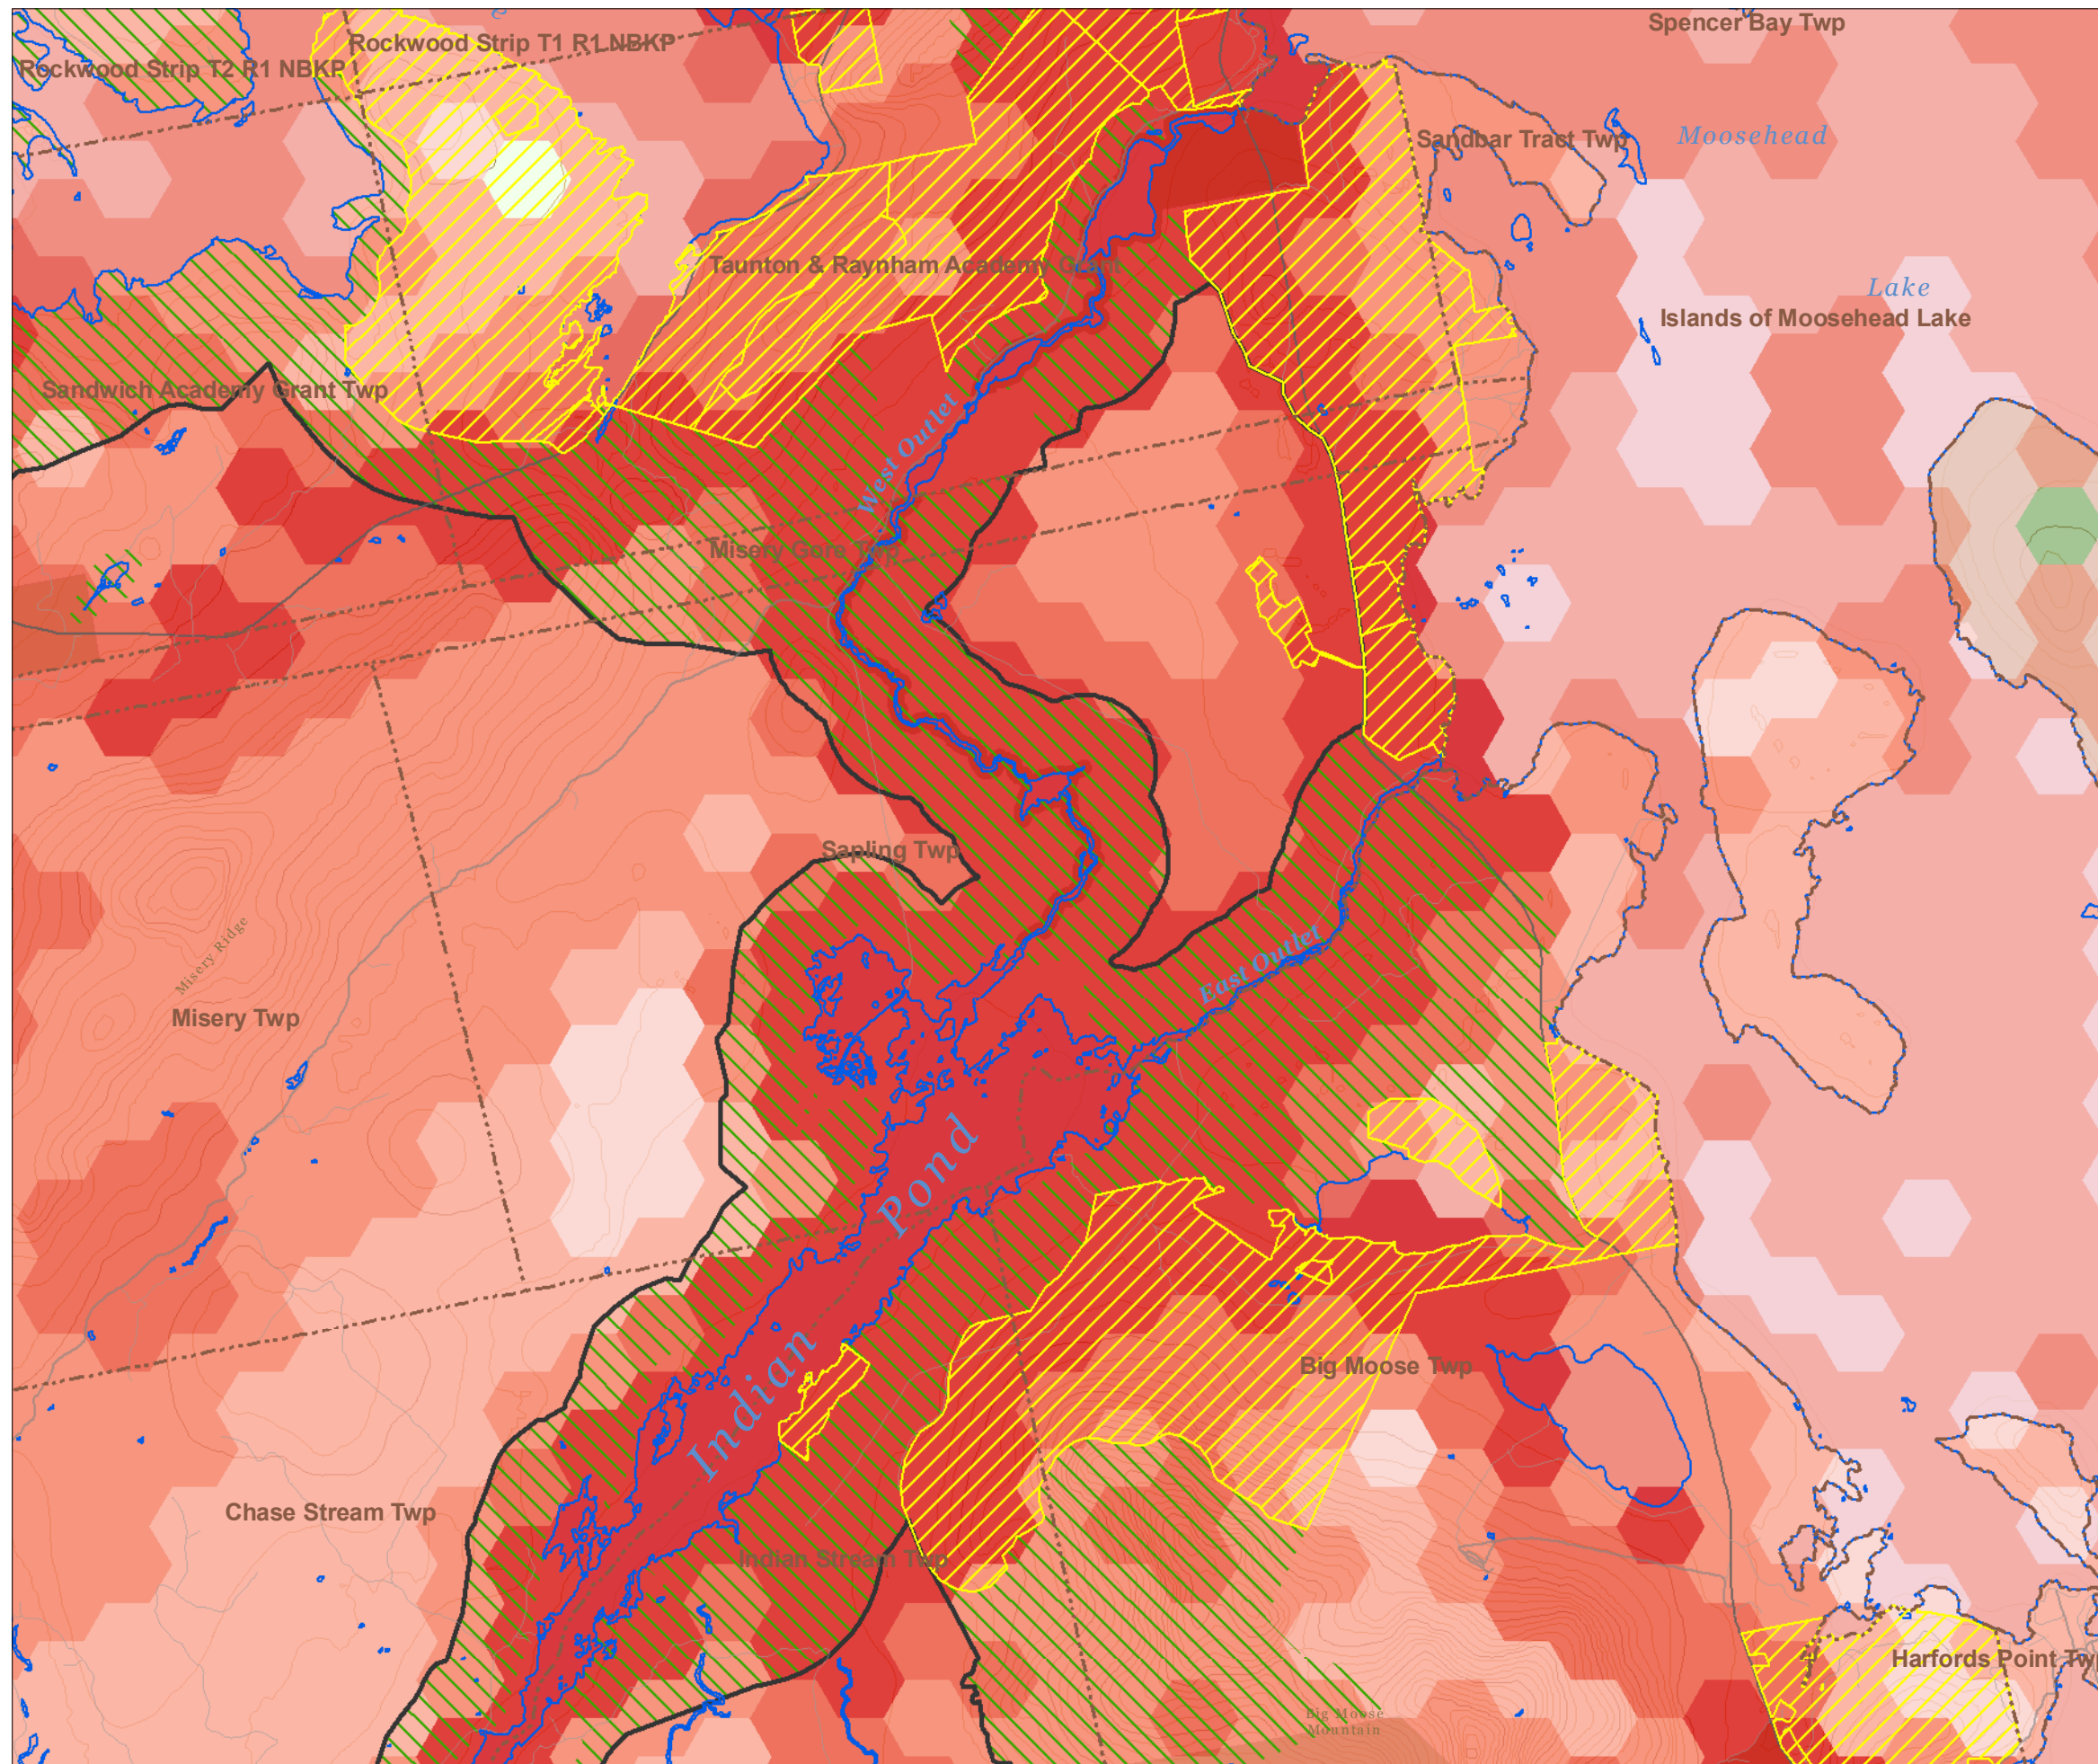 Spencer Bay Twp
Rockwood Strip T1 R1 NBKP
Rockwood Strip T2 R1 NBKP
Sandbar Tract Twp
Moosehead
Taunton & Raynham Academy Grant
Lake
Islands of Moosehead Lake
Sandwich Academy Grant Twp
West Outlet
Misery Gore Twp
Sapling Twp
Misery Ridge
East Outlet
Misery Twp
Indian Pond
Big Moose Twp
Chase Stream Twp
Indian Stream Twp
Harfords Point Tw
Big Moose
Mountain